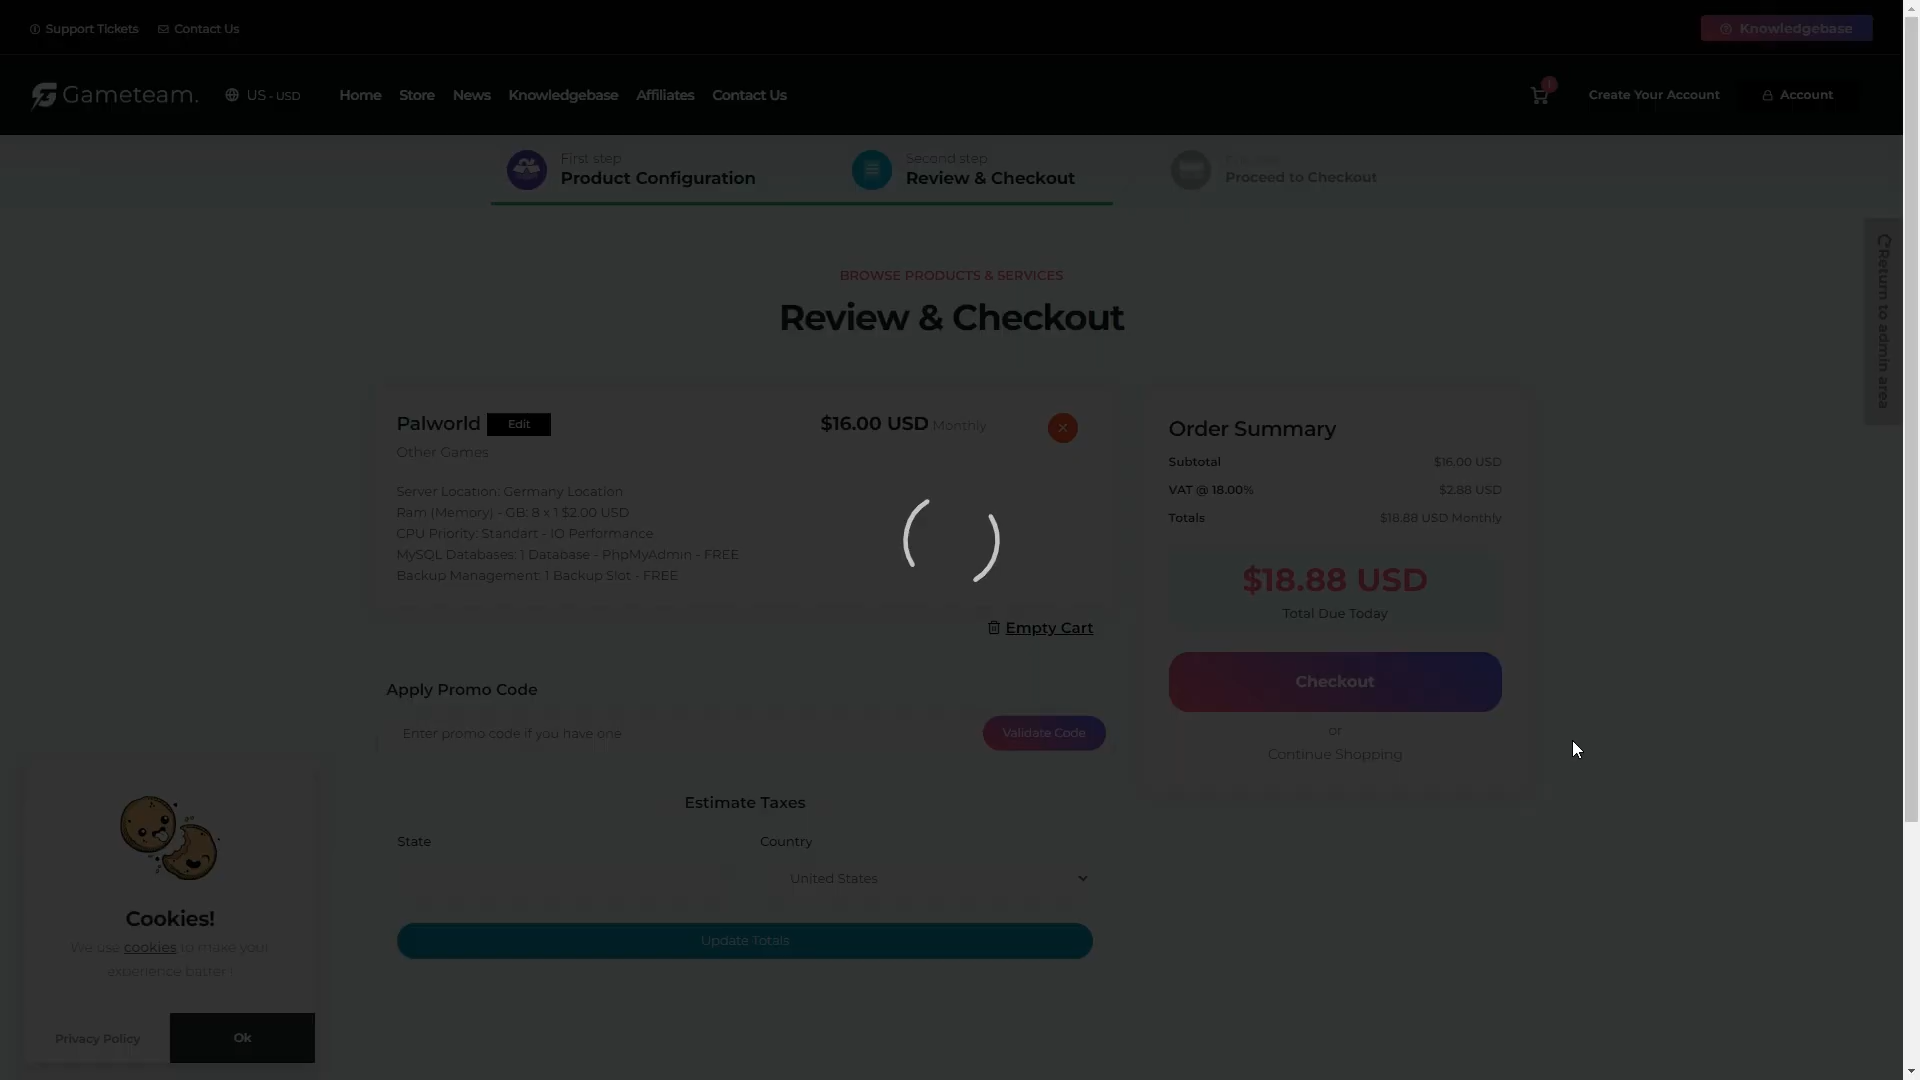 Support Tickets Contact Us
Knowledgebase
Gameteam. US - USD Home Store News Knowledgebase Affiliates Contact Us 1 Create Your Account Account
First step
Product Configuration
Second step
Review & Checkout
Proceed to Checkout
Return to admin area
BROWSE PRODUCTS & SERVICES
Review & Checkout
Palworld Edit $16.00 USD Monthly
Other Games
Server Location: Germany Location
Ram (Memory) - GB: 8 x 1 $2.00 USD
CPU Priority: Standart - IO Performance
MySQL Databases: 1 Database - PhpMyAdmin - FREE
Backup Management: 1 Backup Slot - FREE
Empty Cart
Order Summary
Subtotal $16.00 USD
VAT @ 18.00% $2.88 USD
Totals $18.88 USD Monthly
$18.88 USD
Total Due Today
Checkout
or
Continue Shopping
Apply Promo Code
Enter promo code if you have one Validate Code
Estimate Taxes
State Country
United States
Update Totals
Cookies!
We use cookies to make your
experience batter!
Privacy Policy Ok